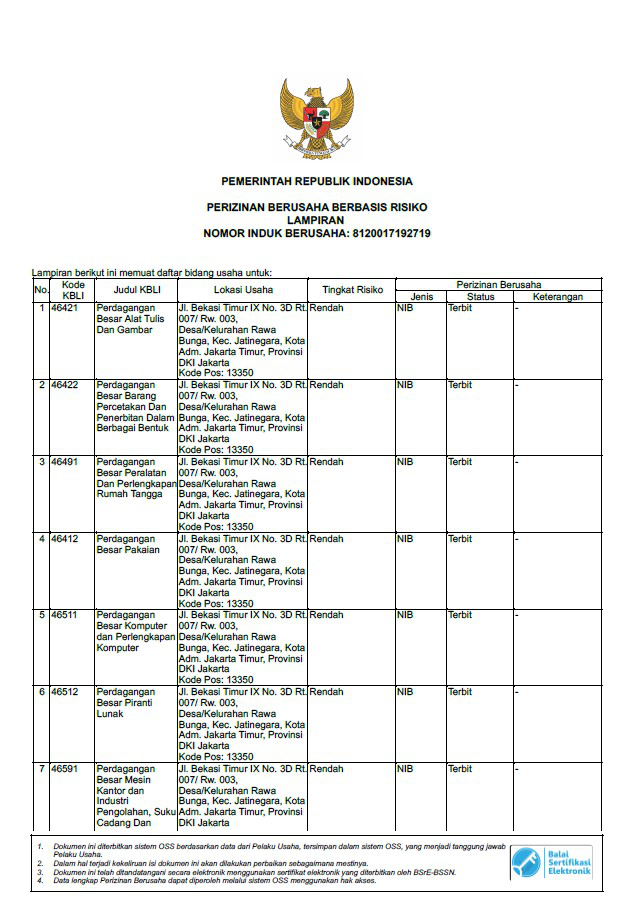 PEMERINTAH REPUBLIK INDONESIA
PERIZINAN BERUSAHA BERBASIS RISIKO
LAMPIRAN
NOMOR INDUK BERUSAHA: 8120017192719
Lampiran berikut ini memuat daftar bidang usaha untuk:
No. Kode KBLI Judul KBLI Lokasi Usaha Tingkat Risiko Perizinan Berusaha
Jenis Status Keterangan
1 46421 Perdagangan Jl. Bekasi Timur IX No. 3D Rt. Rendah NIB Terbit -
Besar Alat Tulis 007/ Rw. 003,
Dan Gambar Desa/Kelurahan Rawa
Bunga, Kec. Jatinegara, Kota
Adm. Jakarta Timur, Provinsi
DKI Jakarta
Kode Pos: 13350
2 46422 Perdagangan Jl. Bekasi Timur IX No. 3D Rt. Rendah NIB Terbit -
Besar Barang 007/ Rw. 003,
Percetakan Dan Desa/Kelurahan Rawa
Penerbitan Dalam Bunga, Kec. Jatinegara, Kota
Berbagai Bentuk Adm. Jakarta Timur, Provinsi
DKI Jakarta
Kode Pos: 13350
3 46491 Perdagangan Jl. Bekasi Timur IX No. 3D Rt. Rendah NIB Terbit -
Besar Peralatan 007/ Rw. 003,
Dan Perlengkapan Desa/Kelurahan Rawa
Rumah Tangga Bunga, Kec. Jatinegara, Kota
Adm. Jakarta Timur, Provinsi
DKI Jakarta
Kode Pos: 13350
4 46412 Perdagangan Jl. Bekasi Timur IX No. 3D Rt. Rendah NIB Terbit -
Besar Pakaian 007/ Rw. 003,
Desa/Kelurahan Rawa
Bunga, Kec. Jatinegara, Kota
Adm. Jakarta Timur, Provinsi
DKI Jakarta
Kode Pos: 13350
5 46511 Perdagangan Jl. Bekasi Timur IX No. 3D Rt. Rendah NIB Terbit -
Besar Komputer 007/ Rw. 003,
dan Perlengkapan Desa/Kelurahan Rawa
Komputer Bunga, Kec. Jatinegara, Kota
Adm. Jakarta Timur, Provinsi
DKI Jakarta
Kode Pos: 13350
6 46512 Perdagangan Jl. Bekasi Timur IX No. 3D Rt. Rendah NIB Terbit -
Besar Piranti 007/ Rw. 003,
Lunak Desa/Kelurahan Rawa
Bunga, Kec. Jatinegara, Kota
Adm. Jakarta Timur, Provinsi
DKI Jakarta
Kode Pos: 13350
7 46591 Perdagangan Jl. Bekasi Timur IX No. 3D Rt. Rendah NIB Terbit -
Besar Mesin 007/ Rw. 003,
Kantor dan Desa/Kelurahan Rawa
Industri Bunga, Kec. Jatinegara, Kota
Pengolahan, Suku Adm. Jakarta Timur, Provinsi
Cadang Dan DKI Jakarta
1. Dokumen ini diterbitkan sistem OSS berdasarkan data dari Pelaku Usaha, tersimpan dalam sistem OSS, yang menjadi tanggung jawab
Pelaku Usaha.
2. Dalam hal terjadi kekeliruan isi dokumen ini akan dilakukan perbaikan sebagaimana mestinya.
3. Dokumen ini telah ditandatangani secara elektronik menggunakan sertifikat elektronik yang diterbitkan oleh BSrE-BSSN.
4. Data lengkap Perizinan Berusaha dapat diperoleh melalui sistem OSS menggunakan hak akses.
Balai
Sertifikasi
Elektronik